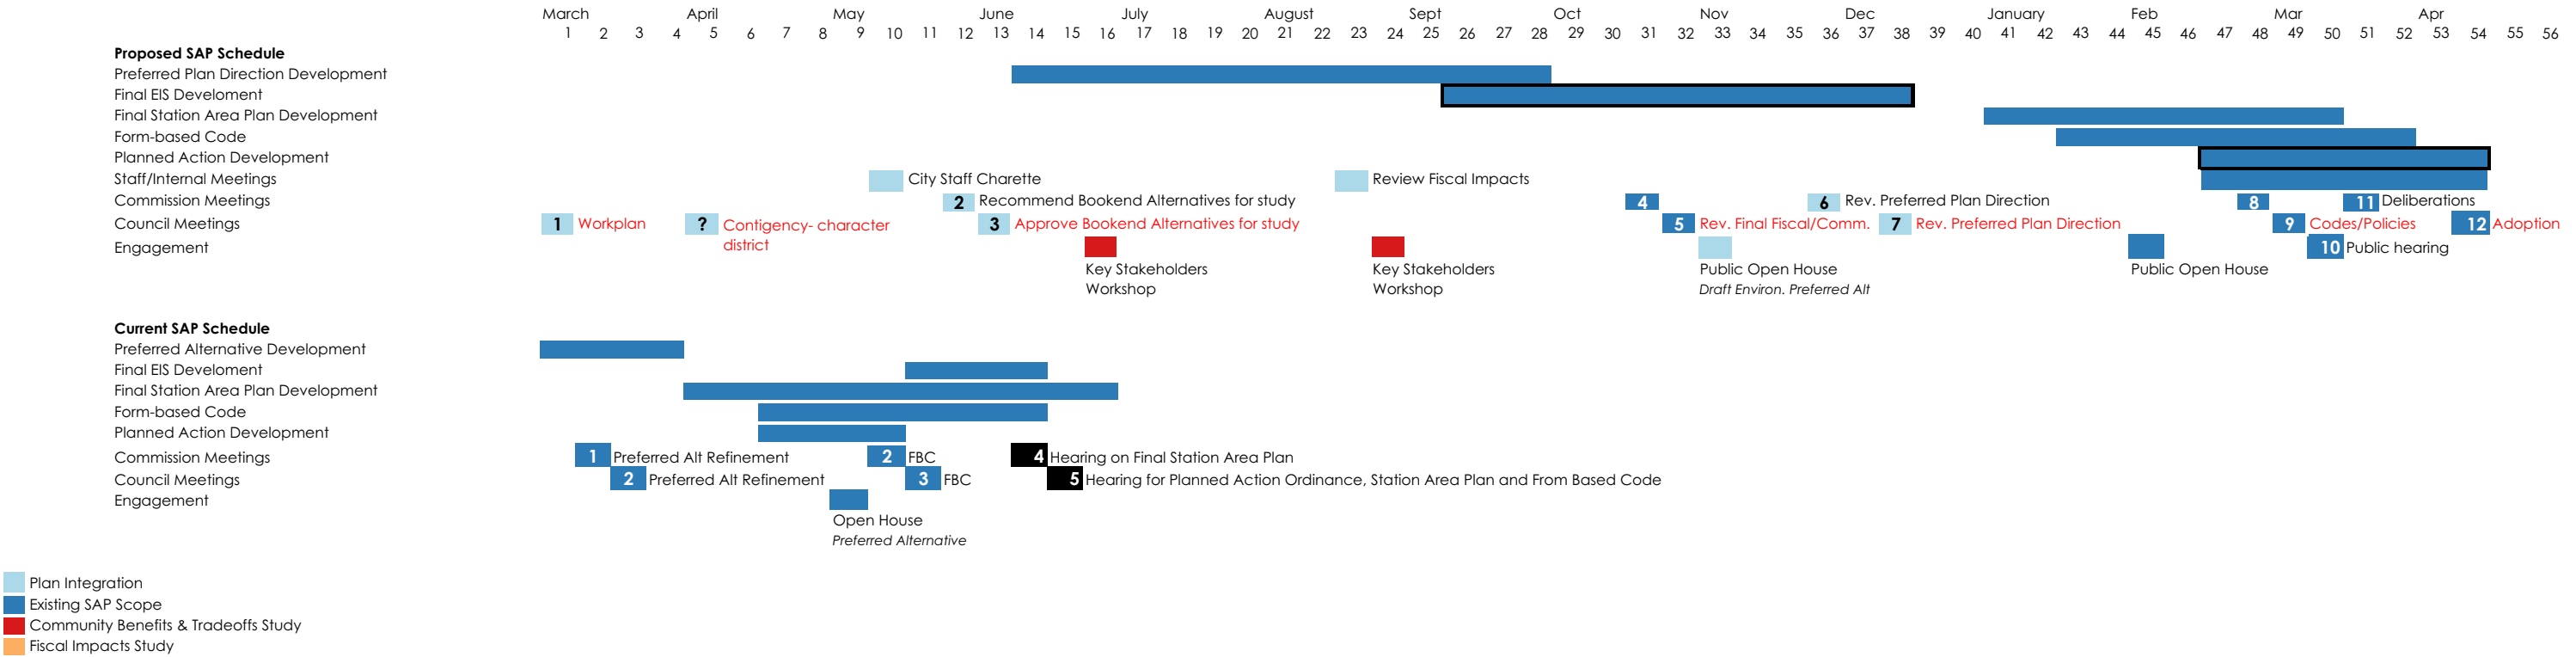 March April May June July August Sept Oct Nov Dec January Feb Mar Apr
1 2 3 4 5 6 7 8 9 10 11 12 13 14 15 16 17 18 19 20 21 22 23 24 25 26 27 28 29 30 31 32 33 34 35 36 37 38 39 40 41 42 43 44 45 46 47 48 49 50 51 52 53 54 55 56
Proposed SAP Schedule
Preferred Plan Direction Development
Final EIS Develoment
Final Station Area Plan Development
Form-based Code
Planned Action Development
Staff/Internal Meetings City Staff Charette Review Fiscal Impacts
Commission Meetings 2 Recommend Bookend Alternatives for study 4 6 Rev. Preferred Plan Direction 8 11 Deliberations
Council Meetings 1 Workplan ? Contigency- character 3 Approve Bookend Alternatives for study 5 Rev. Final Fiscal/Comm. 7 Rev. Preferred Plan Direction 9 Codes/Policies 12 Adoption
district
Engagement 10 Public hearing
Key Stakeholders Key Stakeholders Public Open House Public Open House
Workshop Workshop Draft Environ. Preferred Alt
Current SAP Schedule
Preferred Alternative Development
Final EIS Develoment
Final Station Area Plan Development
Form-based Code
Planned Action Development
Commission Meetings 1 Preferred Alt Refinement 2 FBC 4 Hearing on Final Station Area Plan
Council Meetings 2 Preferred Alt Refinement 3 FBC 5 Hearing for Planned Action Ordinance, Station Area Plan and From Based Code
Engagement
Open House
Preferred Alternative
Plan Integration
Existing SAP Scope
Community Benefits & Tradeoffs Study
Fiscal Impacts Study